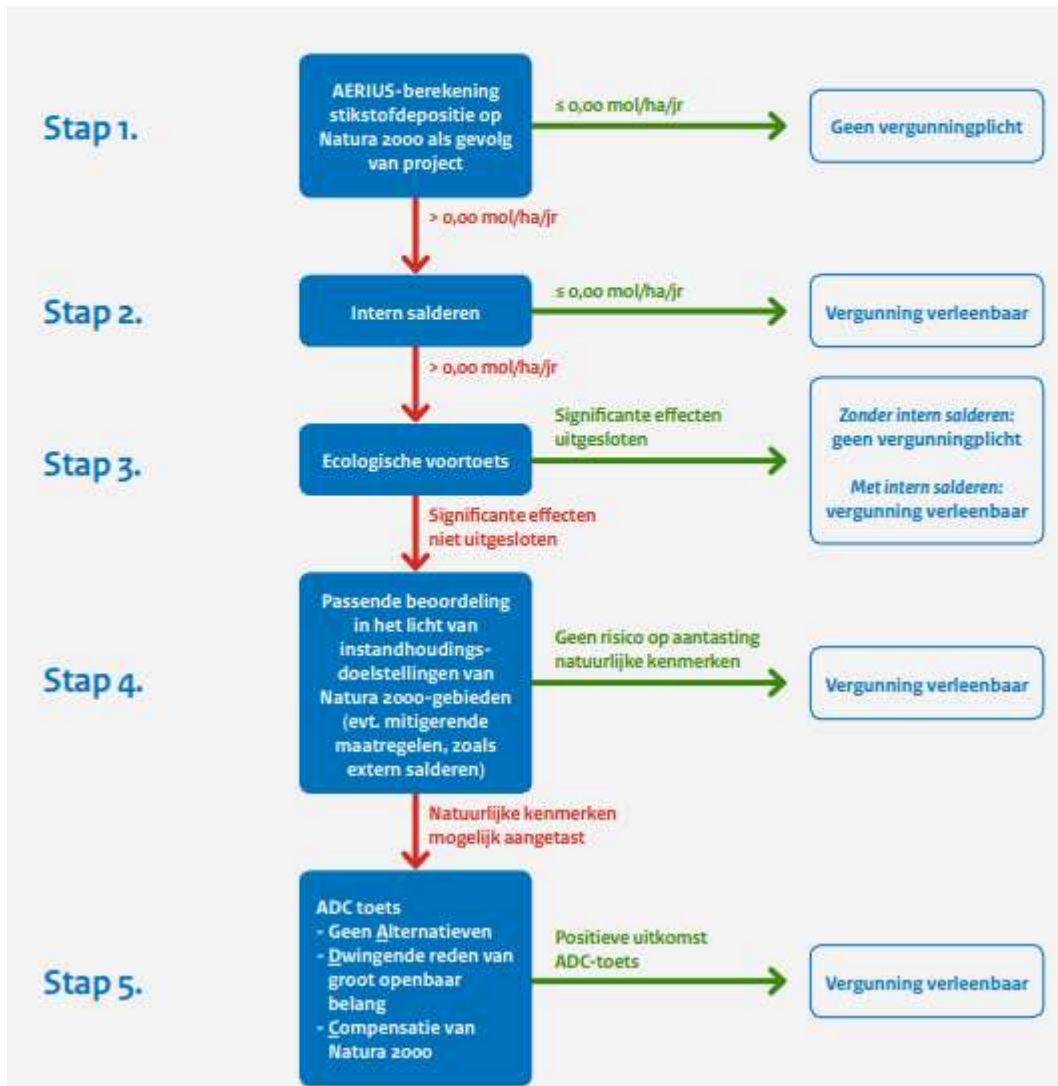 Stap 1.
AERIUS-berekening
stikstofdepositie op
Natura 2000 als gevolg
van project
≤ 0,00 mol/ha/jr
Geen vergunningplicht
> 0,00 mol/ha/jr
Stap 2.
Intern salderen
≤ 0,00 mol/ha/jr
Vergunning verleenbaar
> 0,00 mol/ha/jr
Stap 3.
Ecologische voortoets
Significante effecten
uitgesloten
Zonder intern salderen:
geen vergunningplicht
Met intern salderen:
vergunning verleenbaar
Significante effecten
niet uitgesloten
Stap 4.
Passende beoordeling
in het licht van
instandhoudings-
doelstellingen van
Natura 2000-gebieden
(evt. mitigerende
maatregelen, zoals
extern salderen)
Geen risico op aantasting
natuurlijke kenmerken
Vergunning verleenbaar
Natuurlijke kenmerken
mogelijk aangetast
Stap 5.
ADC toets
- Geen Alternatieven
- Dwingende reden van
groot openbaar
belang
- Compensatie van
Natura 2000
Positieve uitkomst
ADC-toets
Vergunning verleenbaar